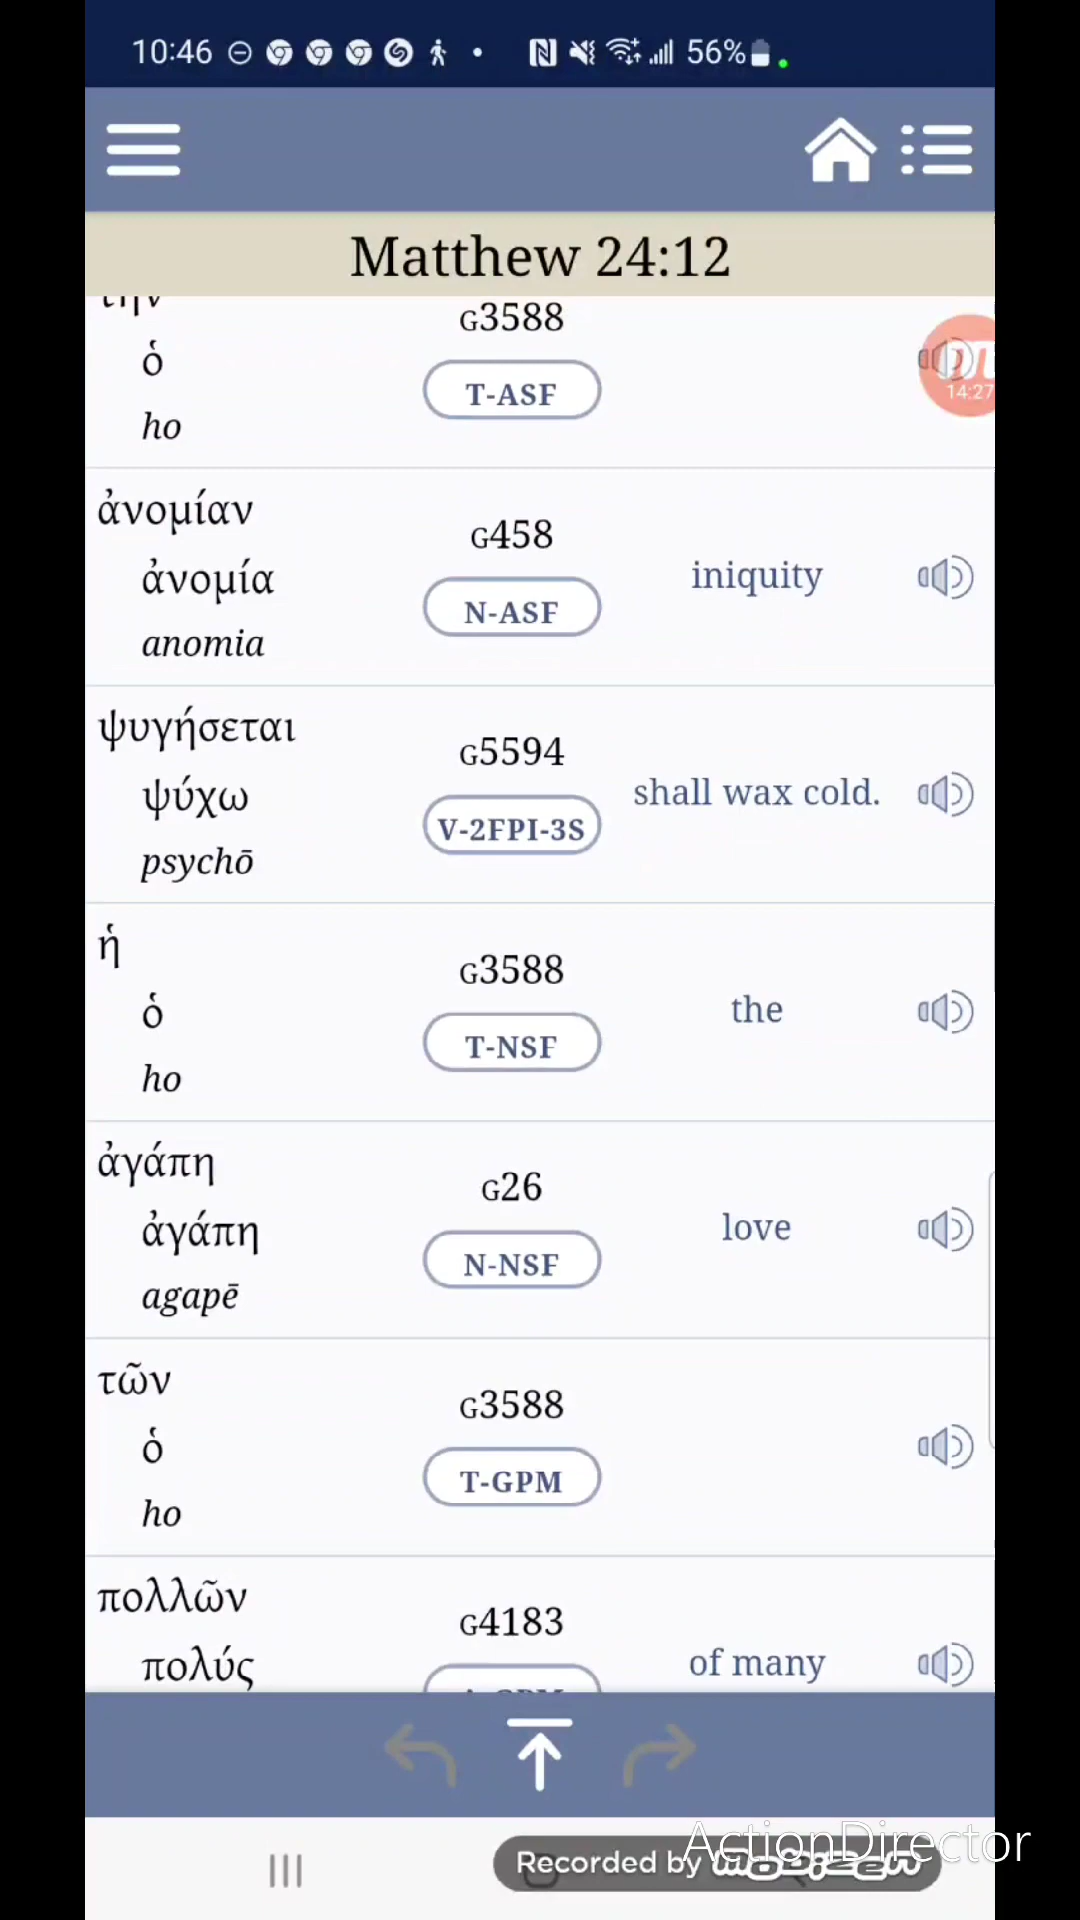 10:46 56%
Matthew 24:12
τὴν
G3588
ὁ
T-ASF
ho
14:27
ἀνομίαν
G458
ἀνομία
iniquity
N-ASF
anomia
ψυγήσεται
G5594
ψύχω
shall wax cold.
V-2FPI-3S
psychō
ἡ
G3588
ὁ
the
T-NSF
ho
ἀγάπη
G26
ἀγάπη
love
N-NSF
agapē
τῶν
G3588
ὁ
T-GPM
ho
πολλῶν
G4183
πολύς
of many
ActionDirector
Recorded by MOBIZEN